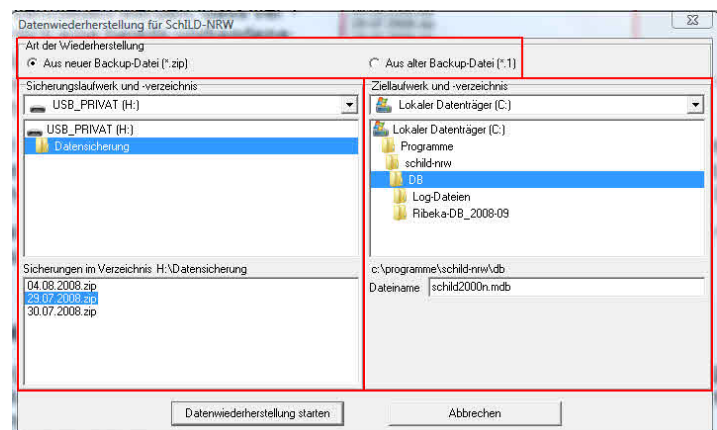 Datenwiederherstellung für SchILD-NRW
Art der Wiederherstellung
Aus neuer Backup-Datei (*.zip)
Aus alter Backup-Datei (*.1)
Sicherungslaufwerk und -verzeichnis
USB_PRIVAT (H:)
USB_PRIVAT (H:)
Datensicherung
Sicherungen im Verzeichnis H:\Datensicherung
04.08.2008.zip
29.07.2008.zip
30.07.2008.zip
Ziellaufwerk und -verzeichnis
Lokaler Datenträger (C:)
Lokaler Datenträger (C:)
Programme
schild-nrw
DB
Log-Dateien
Ribeka-DB_2008-09
c:\programme\schild-nrw\db
Dateiname schild2000n.mdb
Datenwiederherstellung starten
Abbrechen